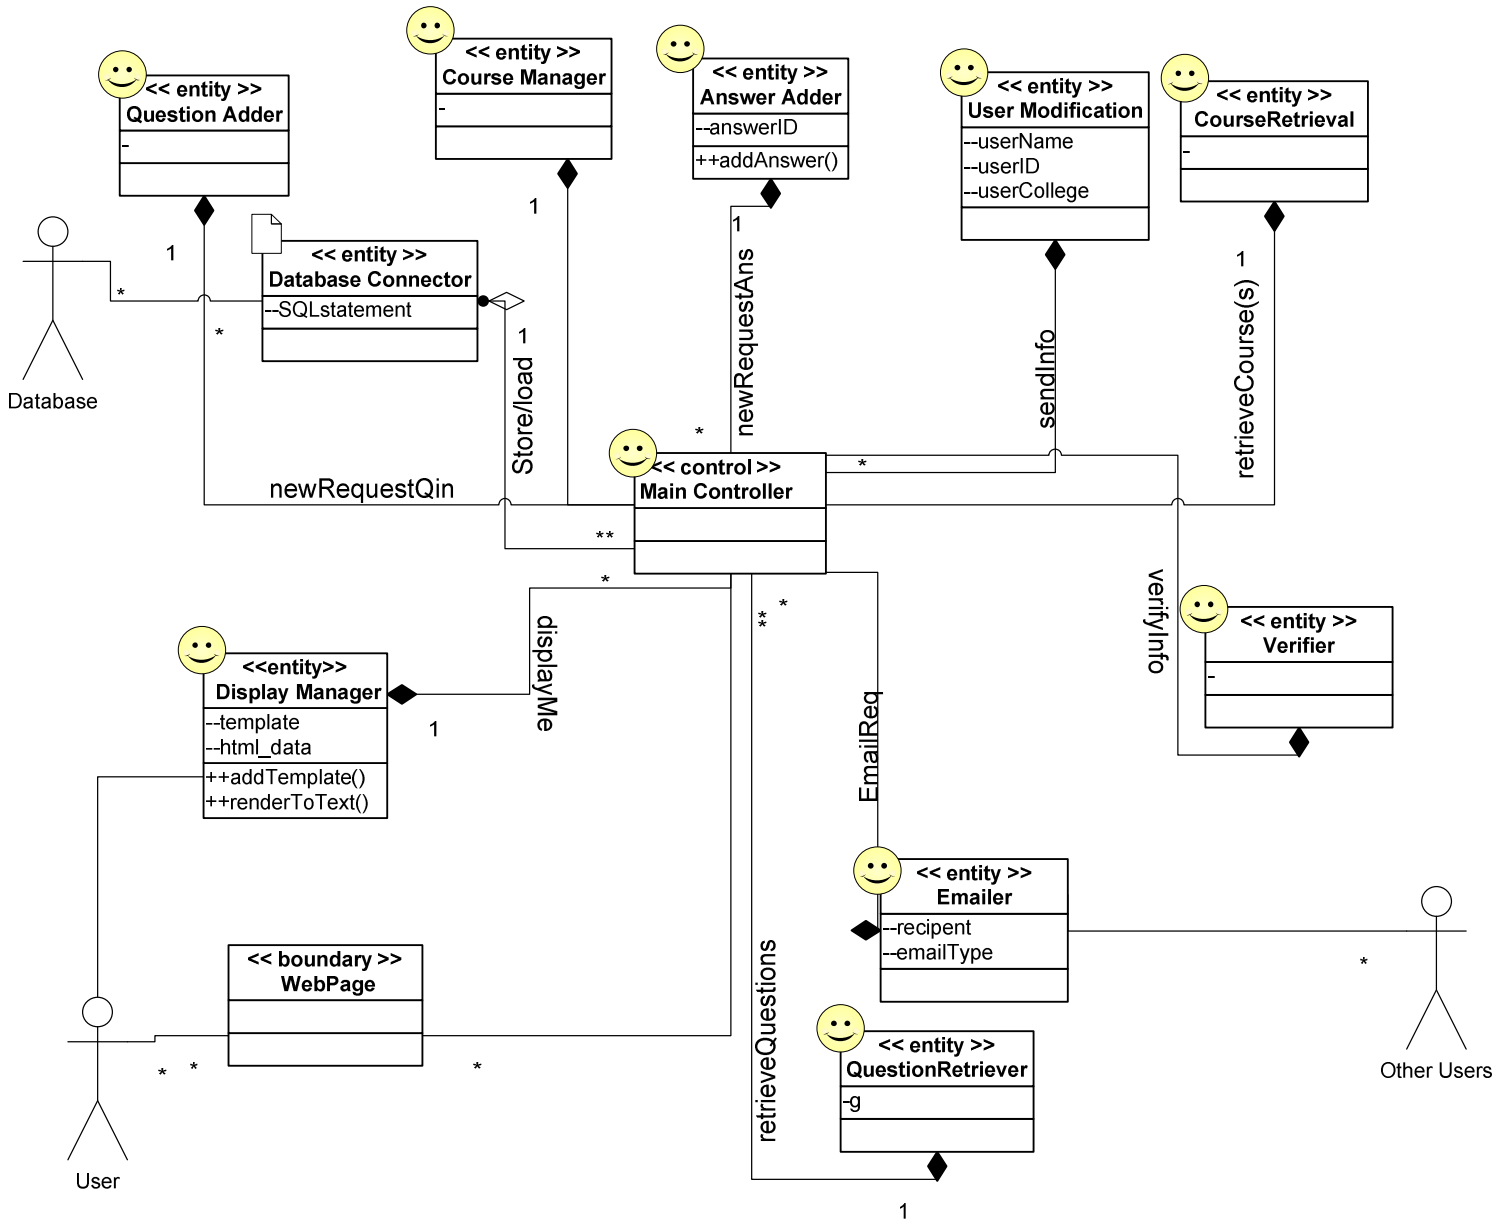 << entity >>
Question Adder
-
<< entity >>
Course Manager
-
<< entity >>
Answer Adder
--answerID
++addAnswer()
<< entity >>
User Modification
--userName
--userID
--userCollege
<< entity >>
CourseRetrieval
-
1
1
1
1
Database
*
*
<< entity >>
Database Connector
--SQLstatement
1
Store/load
newRequestAns
*
sendInfo
*
retrieveCourse(s)
newRequestQin
**
<< control >>
Main Controller
*
**
*
verifyInfo
<< entity >>
Verifier
-
<<entity>>
Display Manager
--template
--html_data
++addTemplate()
++renderToText()
1
displayMe
EmailReq
<< entity >>
Emailer
--recipent
--emailType
*
Other Users
<< boundary >>
WebPage
*
*
*
User
retrieveQuestions
<< entity >>
QuestionRetriever
-g
1